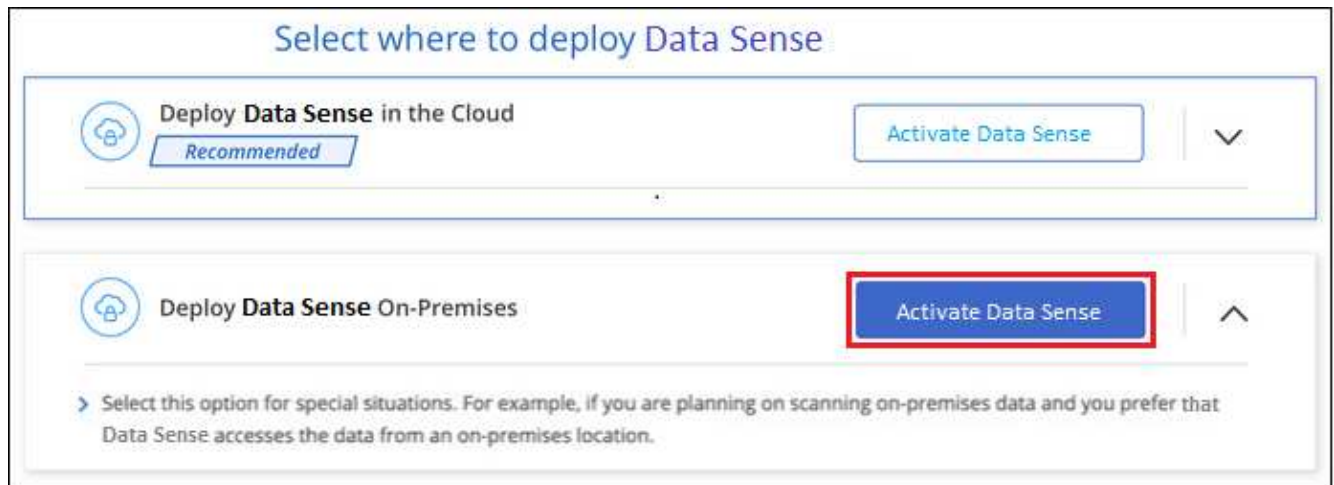 Select where to deploy Data Sense
Deploy Data Sense in the Cloud
Recommended
Activate Data Sense
Deploy Data Sense On-Premises
Activate Data Sense
Select this option for special situations. For example, if you are planning on scanning on-premises data and you prefer that
Data Sense accesses the data from an on-premises location.